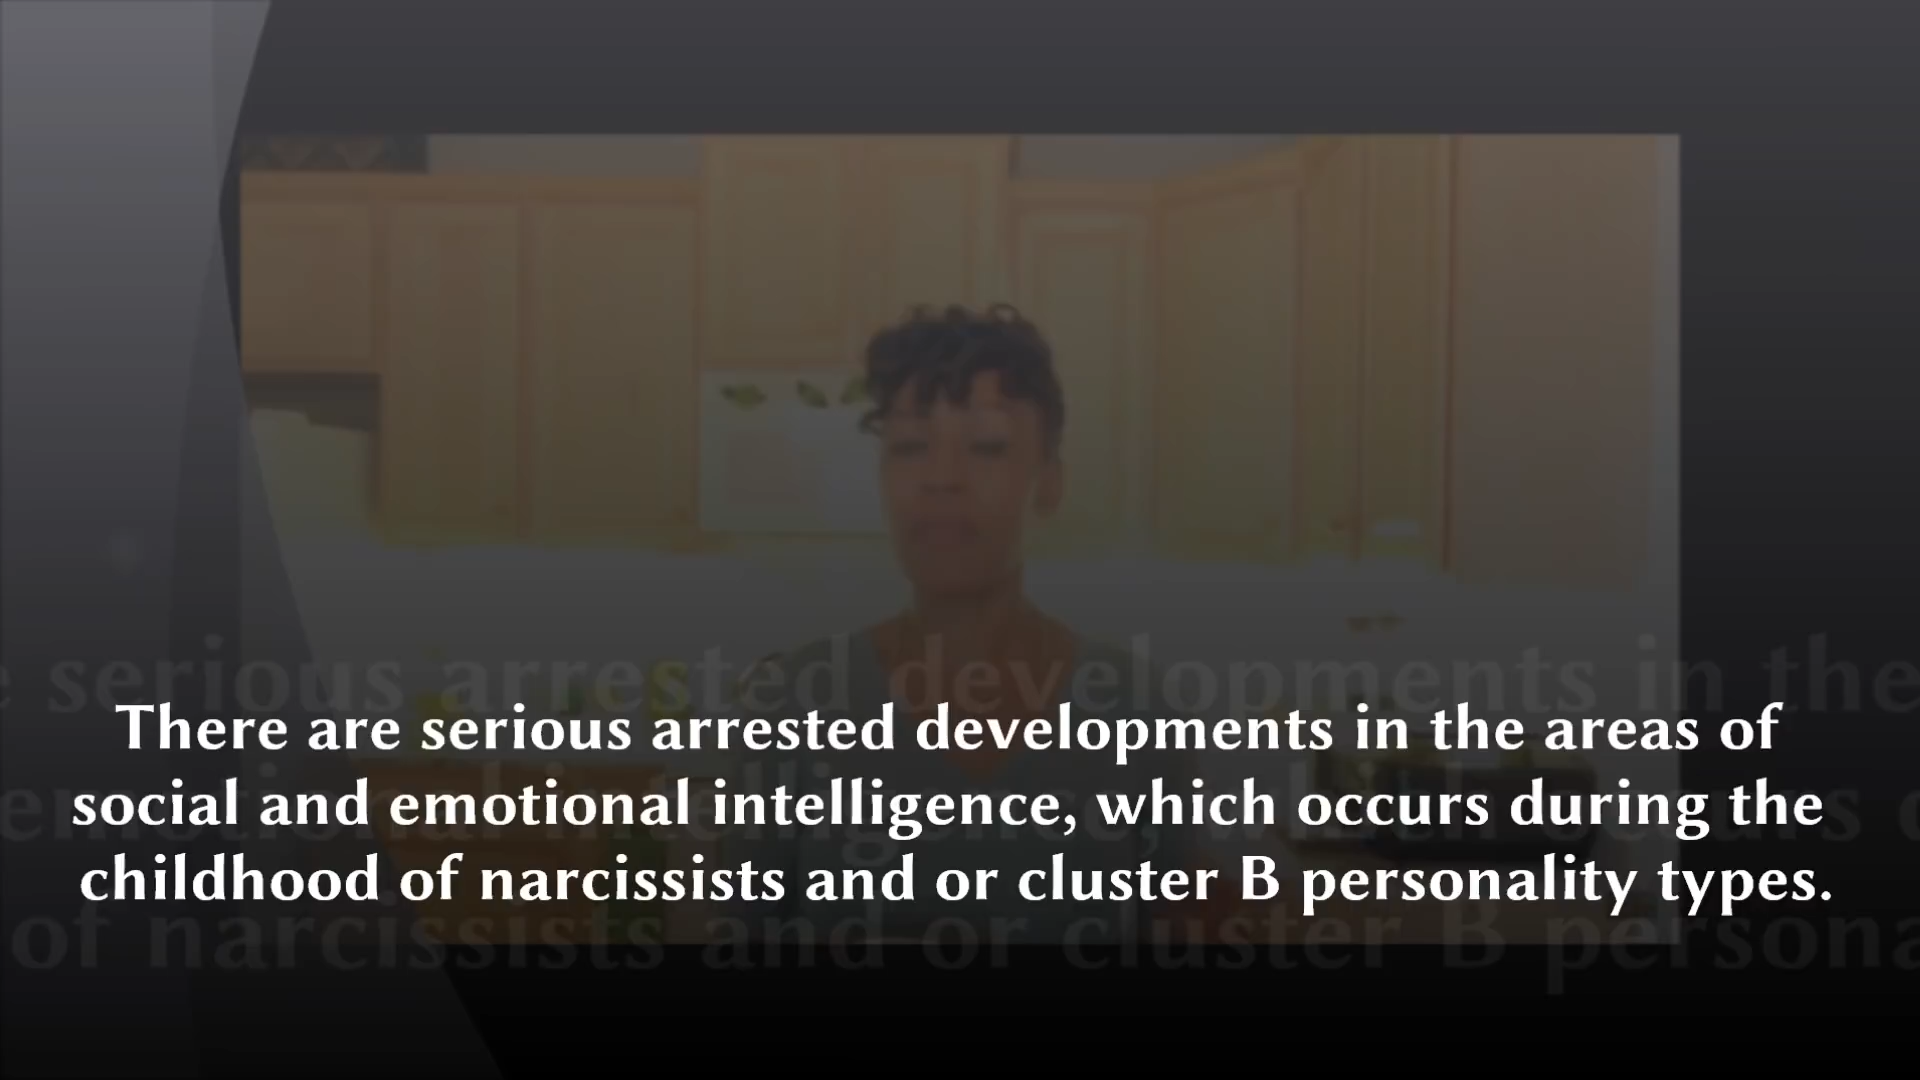 There are serious arrested developments in the areas of
social and emotional intelligence, which occurs during the
childhood of narcissists and or cluster B personality types.